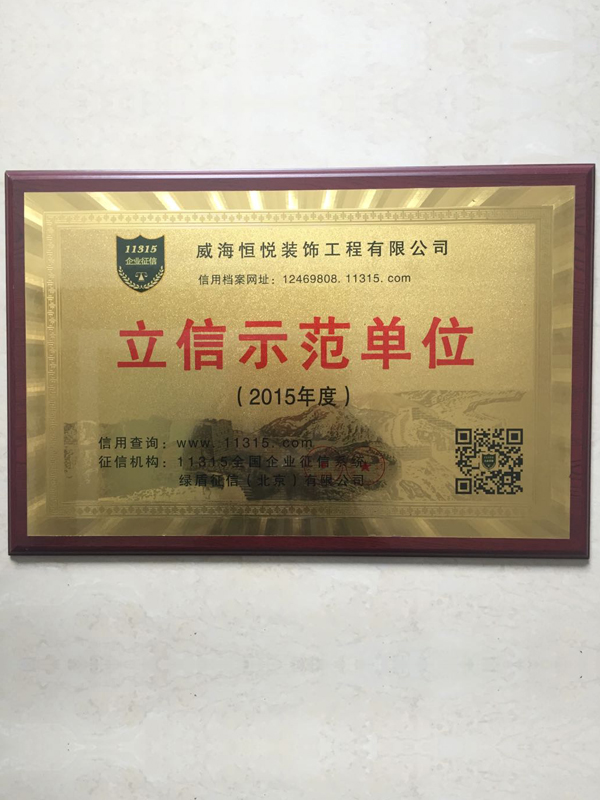 11315
企业征信
威海恒悦装饰工程有限公司
信用档案网址：12469808.11315.com
立信示范单位
（2015年度）
信用查询：www.11315.com
征信机构：11315全国企业征信系统
绿盾征信（北京）有限公司